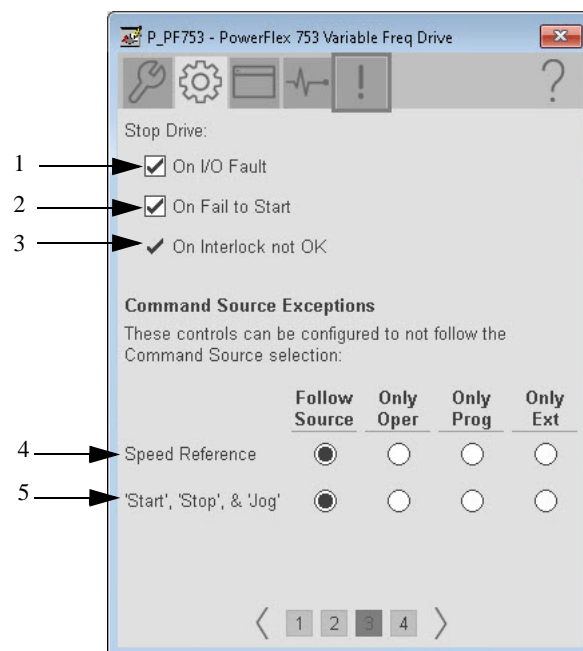 P_PF753 - PowerFlex 753 Variable Freq Drive
Stop Drive:
1
On I/O Fault
2
On Fail to Start
3
On Interlock not OK
Command Source Exceptions
These controls can be configured to not follow the
Command Source selection:
Follow Source
Only Oper
Only Prog
Only Ext
4
Speed Reference
5
'Start', 'Stop', & 'Jog'
1 2 3 4